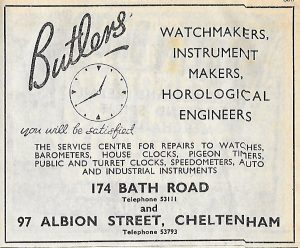 Butlers'
WATCHMAKERS,
INSTRUMENT
MAKERS,
HOROLOGICAL
ENGINEERS
you will be satisfied
THE SERVICE CENTRE FOR REPAIRS TO WATCHES,
BAROMETERS, HOUSE CLOCKS, PIGEON TIMERS,
PUBLIC AND TURRET CLOCKS, SPEEDOMETERS, AUTO
AND INDUSTRIAL INSTRUMENTS
174 BATH ROAD
Telephone 53111
and
97 ALBION STREET, CHELTENHAM
Telephone 53793